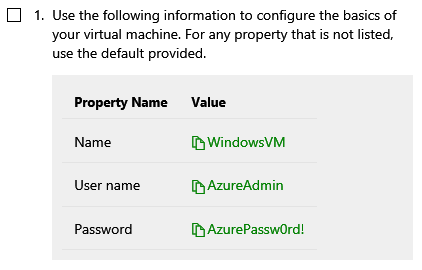 1. Use the following information to configure the basics of
your virtual machine. For any property that is not listed,
use the default provided.
Property Name Value
Name WindowsVM
User name AzureAdmin
Password AzurePassw0rd!